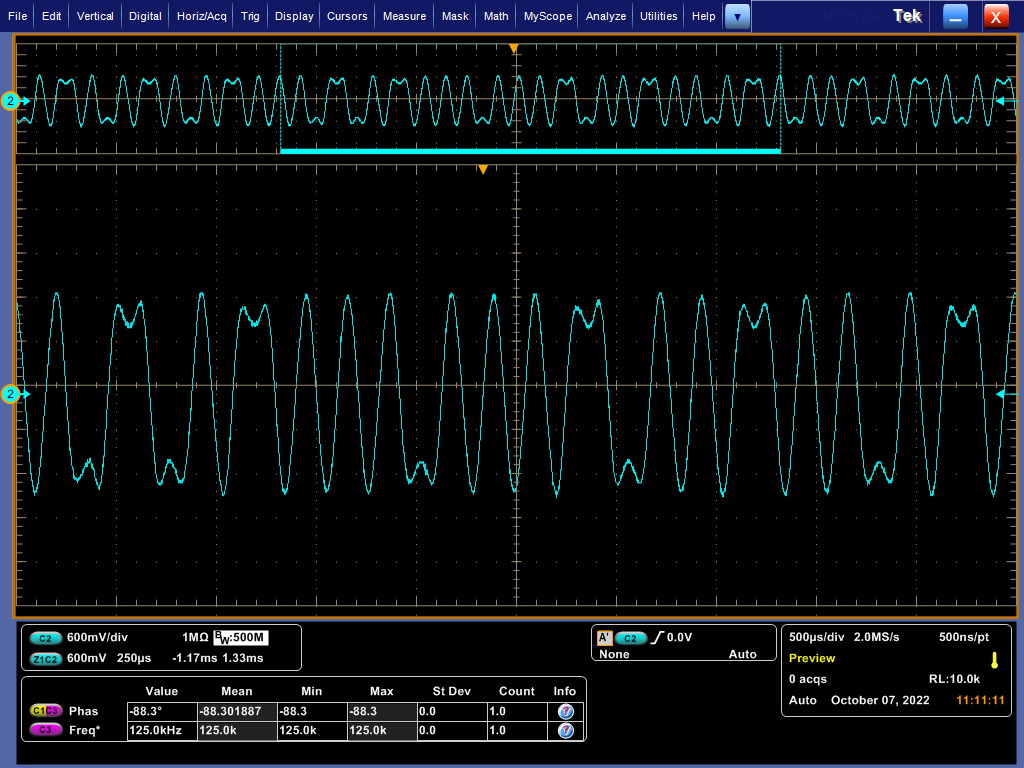 File Edit Vertical Digital Horiz/Acq Trig Display Cursors Measure Mask Math MyScope Analyze Utilities Help Tek X
2
2
C2 600mV/div 1MΩ BW:500M
Z1C2 600mV 250µs -1.17ms 1.33ms
A' C2 0.0V
None Auto
500µs/div 2.0MS/s 500ns/pt
Preview
0 acqs RL:10.0k
Auto October 07, 2022 11:11:11
Value Mean Min Max St Dev Count Info
C1C3 Phas -88.3° -88.301887 -88.3 -88.3 0.0 1.0
C3 Freq* 125.0kHz 125.0k 125.0k 125.0k 0.0 1.0